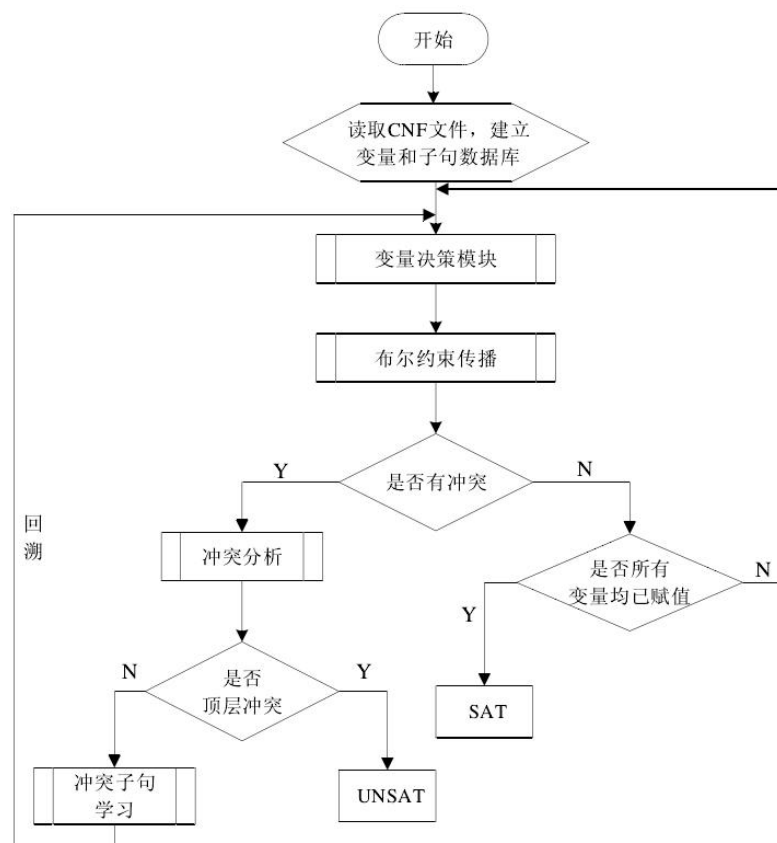 开始
读取CNF文件，建立
变量和子句数据库
变量决策模块
布尔约束传播
是否有冲突
Y
N
回
溯
冲突分析
是否所有
变量均已赋值
N
Y
是否
顶层冲突
N
Y
SAT
冲突子句
学习
UNSAT